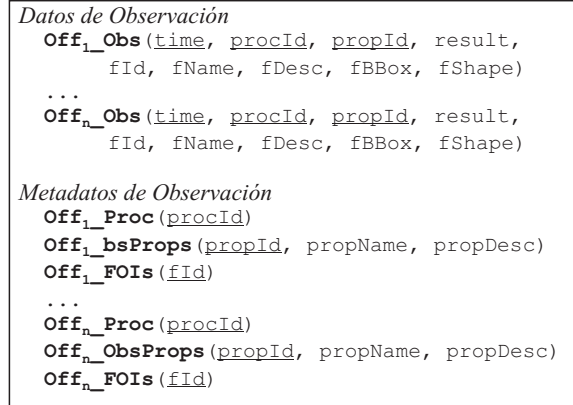 Datos de Observación
Off1_Obs(time, procId, propId, result,
fId, fName, fDesc, fBBox, fShape)
...
Offn_Obs(time, procId, propId, result,
fId, fName, fDesc, fBBox, fShape)
Metadatos de Observación
Off1_Proc(procId)
Off1_bsProps(propId, propName, propDesc)
Off1_FOIs(fId)
...
Offn_Proc(procId)
Offn_ObsProps(propId, propName, propDesc)
Offn_FOIs(fId)